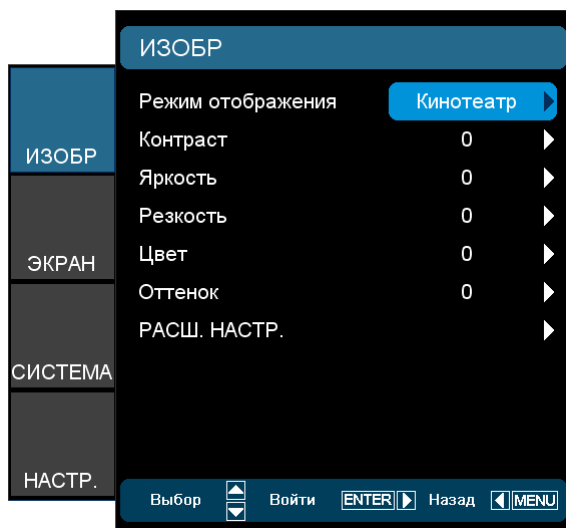 ИЗОБР
Режим отображения Кинотеатр
Контраст 0
ИЗОБР
Яркость 0
Резкость 0
Цвет 0
ЭКРАН
Оттенок 0
РАСШ. НАСТР.
СИСТЕМА
НАСТР.
Выбор Войти ENTER Назад MENU